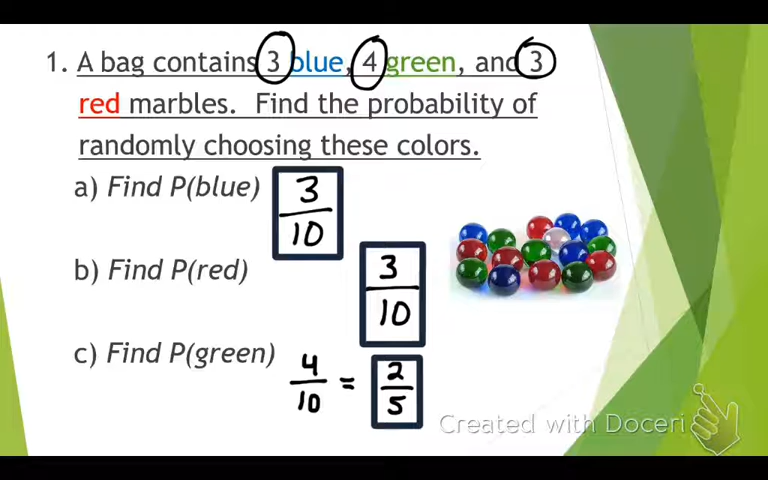 1. A bag contains 3 blue, 4 green, and 3
red marbles. Find the probability of
randomly choosing these colors.
a) Find P(blue) 3/10
b) Find P(red) 3/10
c) Find P(green) 4/10 = 2/5
Created with Doceri